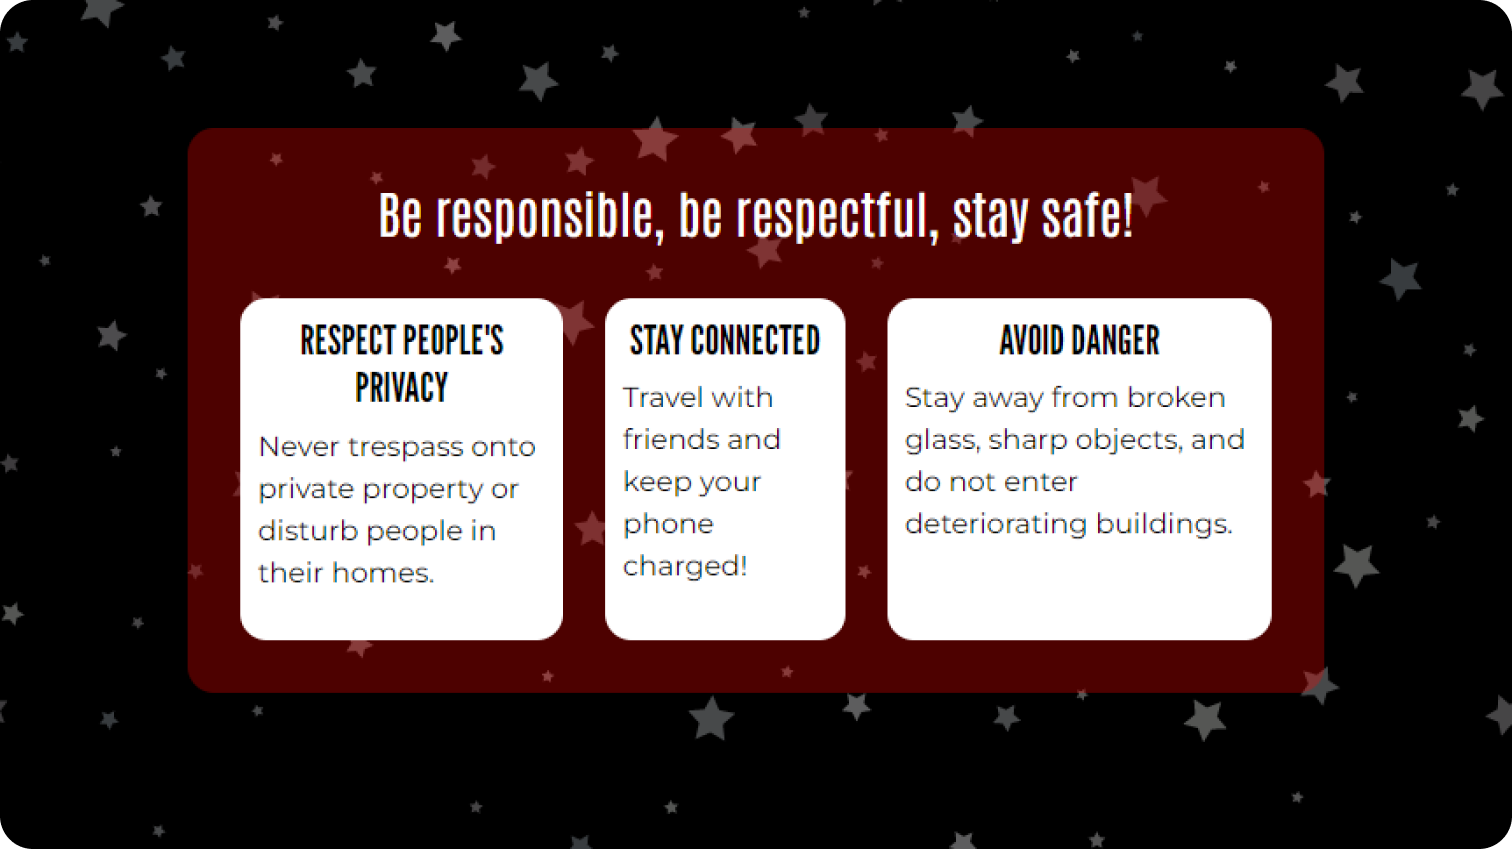 Be responsible, be respectful, stay safe!
RESPECT PEOPLE'S
PRIVACY
Never trespass onto
private property or
disturb people in
their homes.
STAY CONNECTED
Travel with
friends and
keep your
phone
charged!
AVOID DANGER
Stay away from broken
glass, sharp objects, and
do not enter
deteriorating buildings.